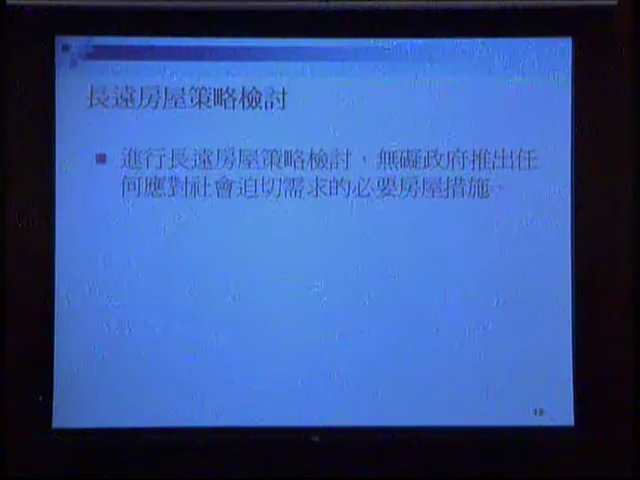 長遠房屋策略檢討
進行長遠房屋策略檢討，無礙政府推出任
何應對社會迫切需求的必要房屋措施。